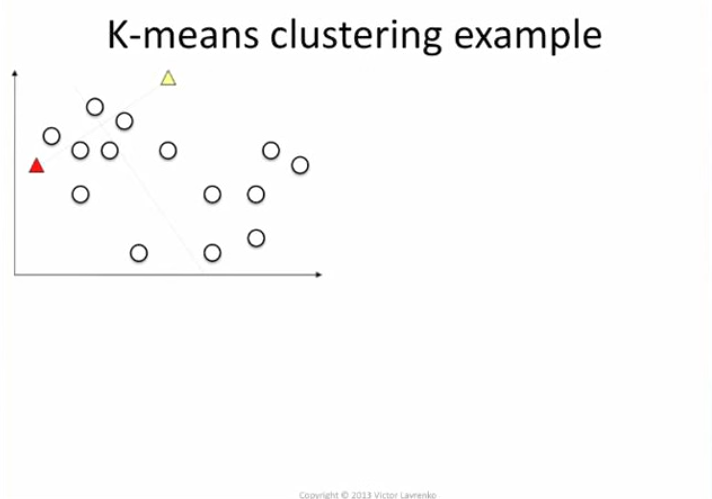 K-means clustering example
Copyright © 2013 Victor Lavrenko